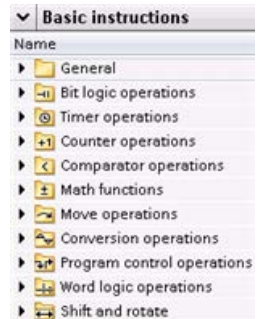 Basic instructions
Name
General
Bit logic operations
Timer operations
Counter operations
Comparator operations
Math functions
Move operations
Conversion operations
Program control operations
Word logic operations
Shift and rotate